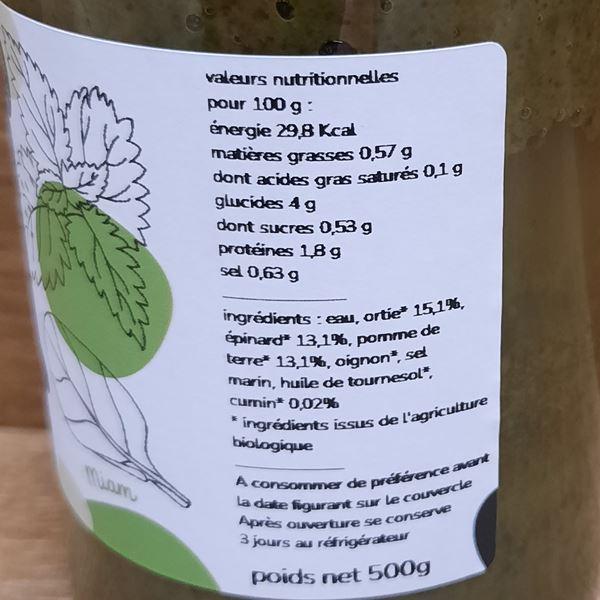 valeurs nutritionnelles
pour 100 g :
énergie 29,8 Kcal
matières grasses 0,57 g
dont acides gras saturés 0,1 g
glucides 4 g
dont sucres 0,53 g
protéines 1,8 g
sel 0,63 g
ingrédients : eau, ortie* 15,1%,
épinard* 13,1%, pomme de
terre* 13,1%, oignon*, sel
marin, huile de tournesol*,
cumin* 0,02%
* ingrédients issus de l'agriculture
biologique
A consommer de préférence avant
la date figurant sur le couvercle
Après ouverture se conserve
3 jours au réfrigérateur
poids net 500g
Miam